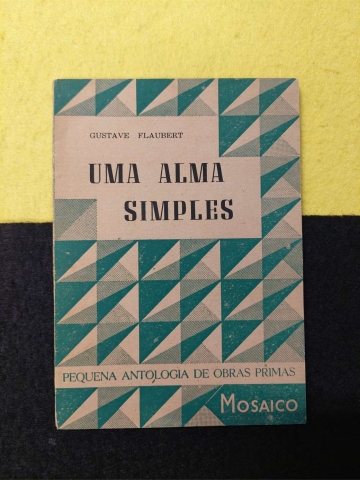 GUSTAVE FLAUBERT
UMA ALMA
SIMPLES
PEQUENA ANTOLOGIA DE OBRAS PRIMAS
MOSAICO